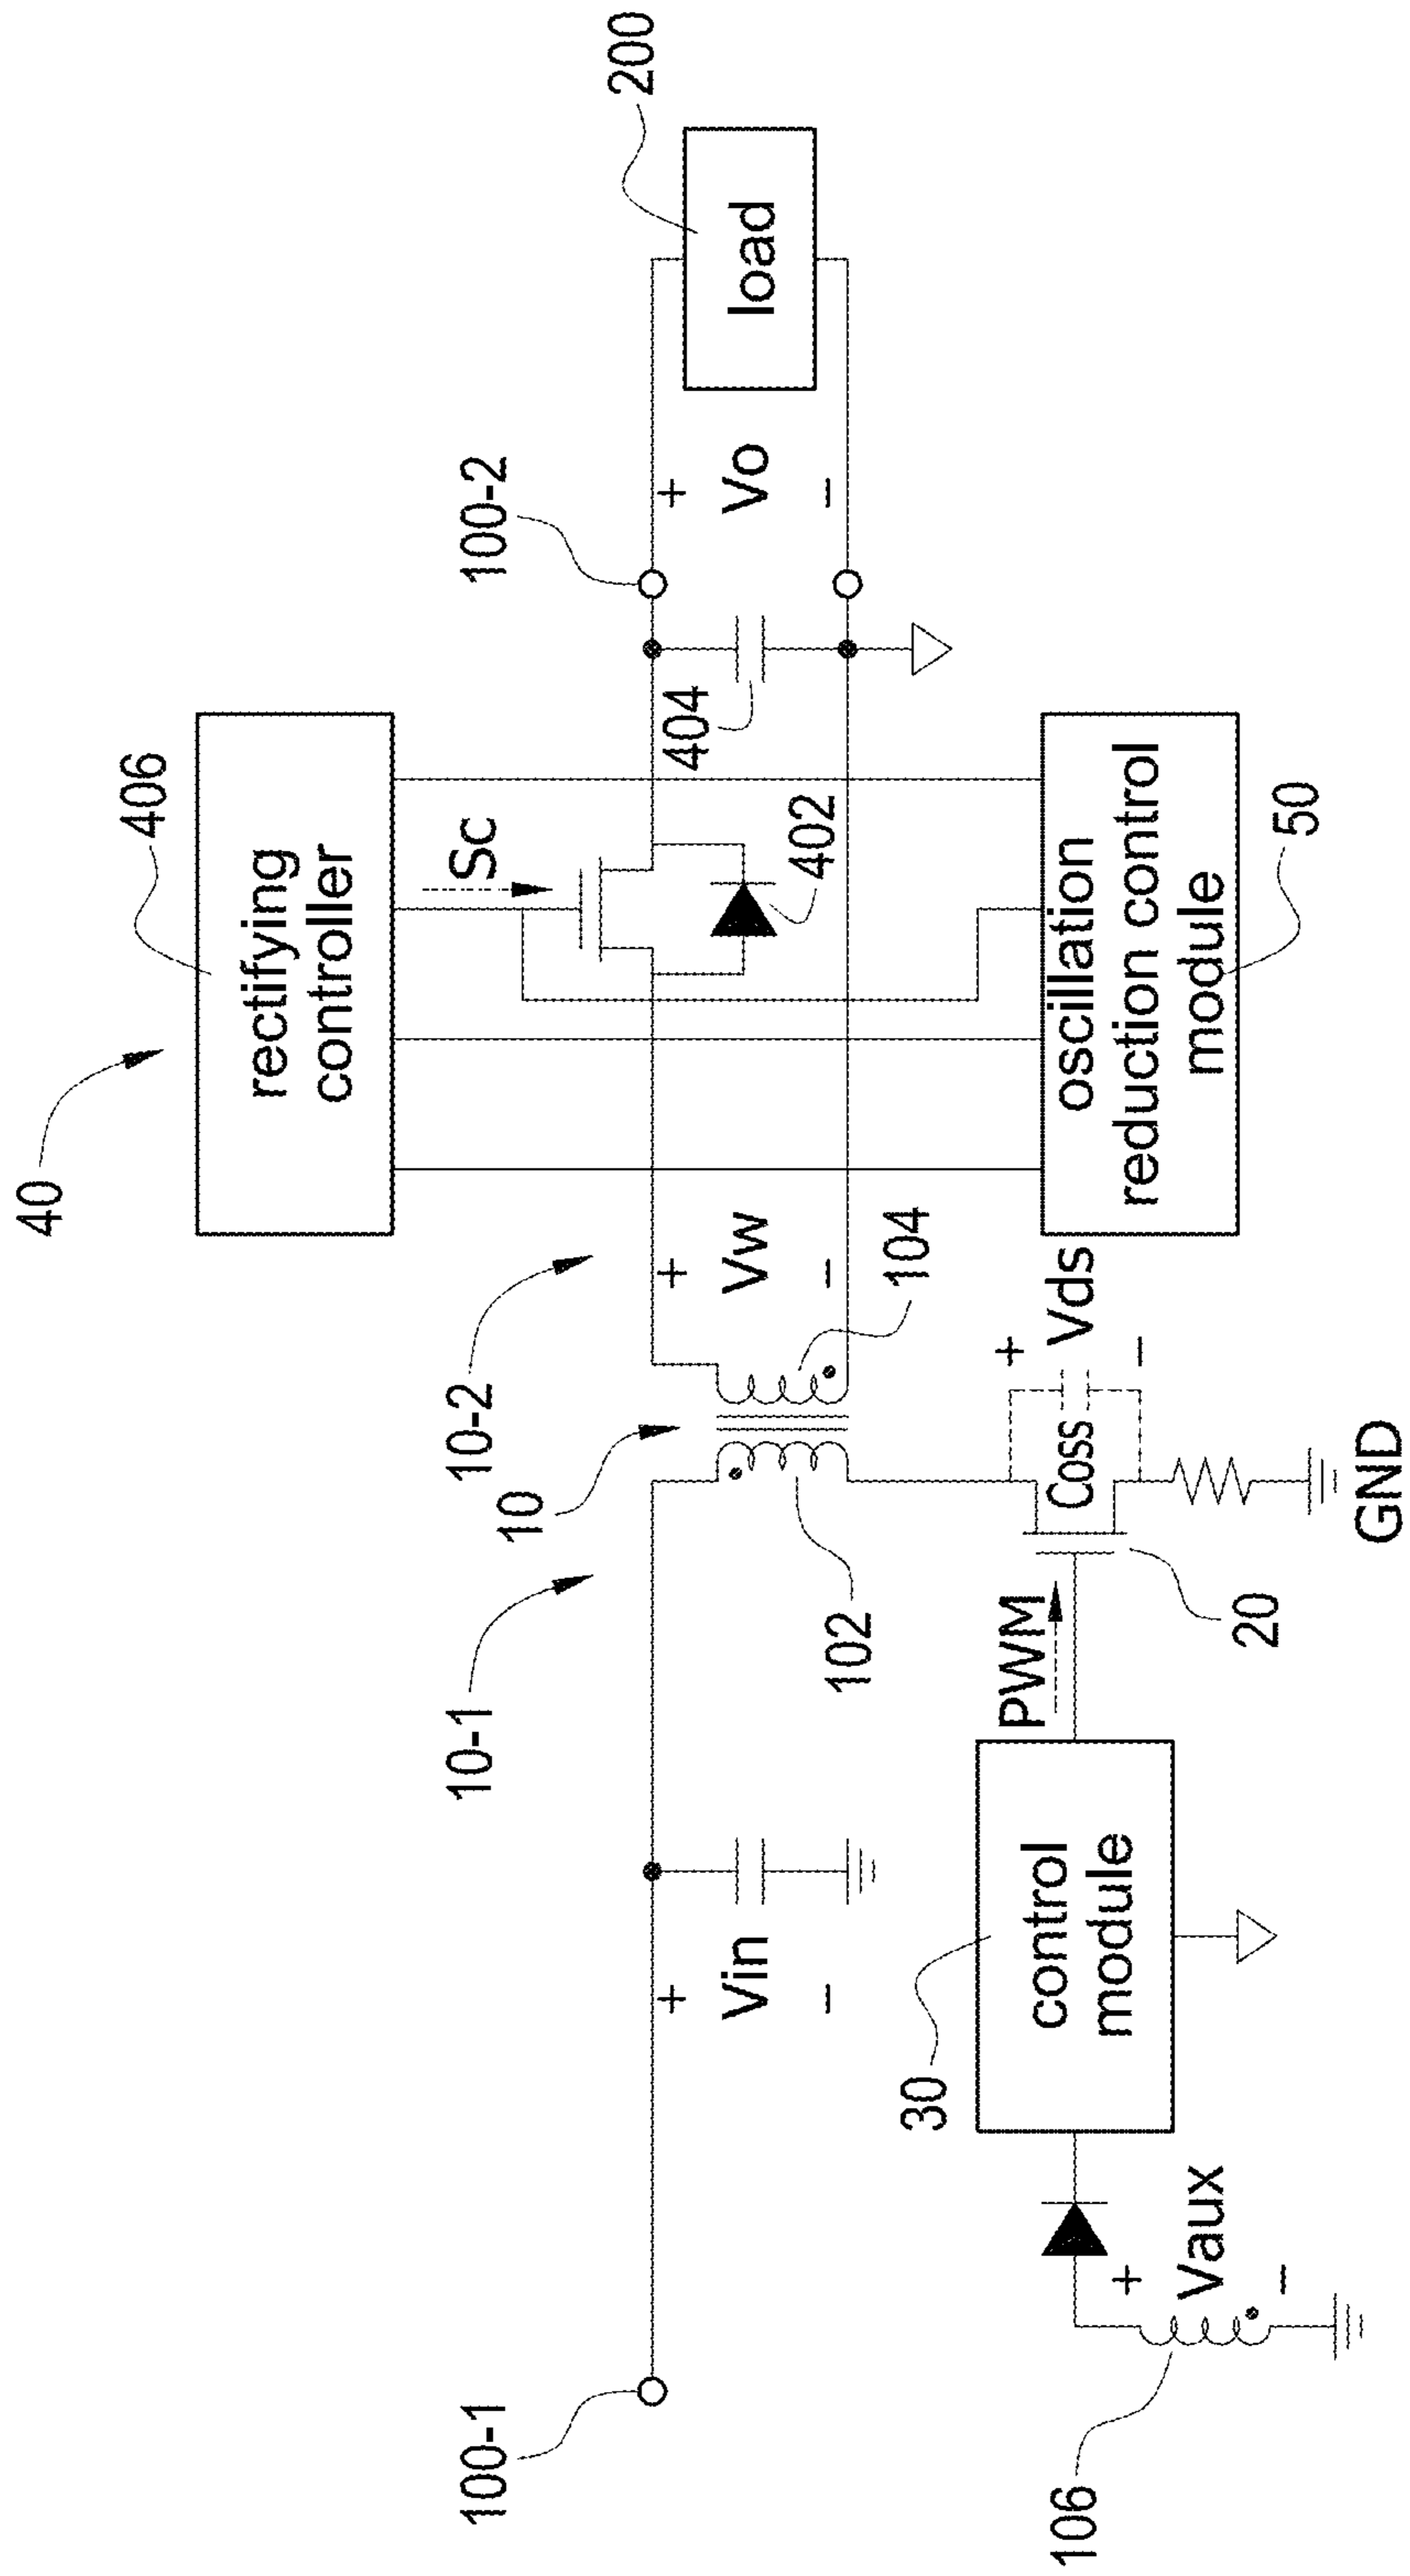 40
406
rectifying
controller
Sc
10-2
100-2
200
10-1
10
+
Vw
−
404
402
+
Vo
−
load
100-1
+
Vin
−
102
104
oscillation
reduction control
module
50
30
control
module
PWM
Coss
+
Vds
−
20
GND
106
+
Vaux
−